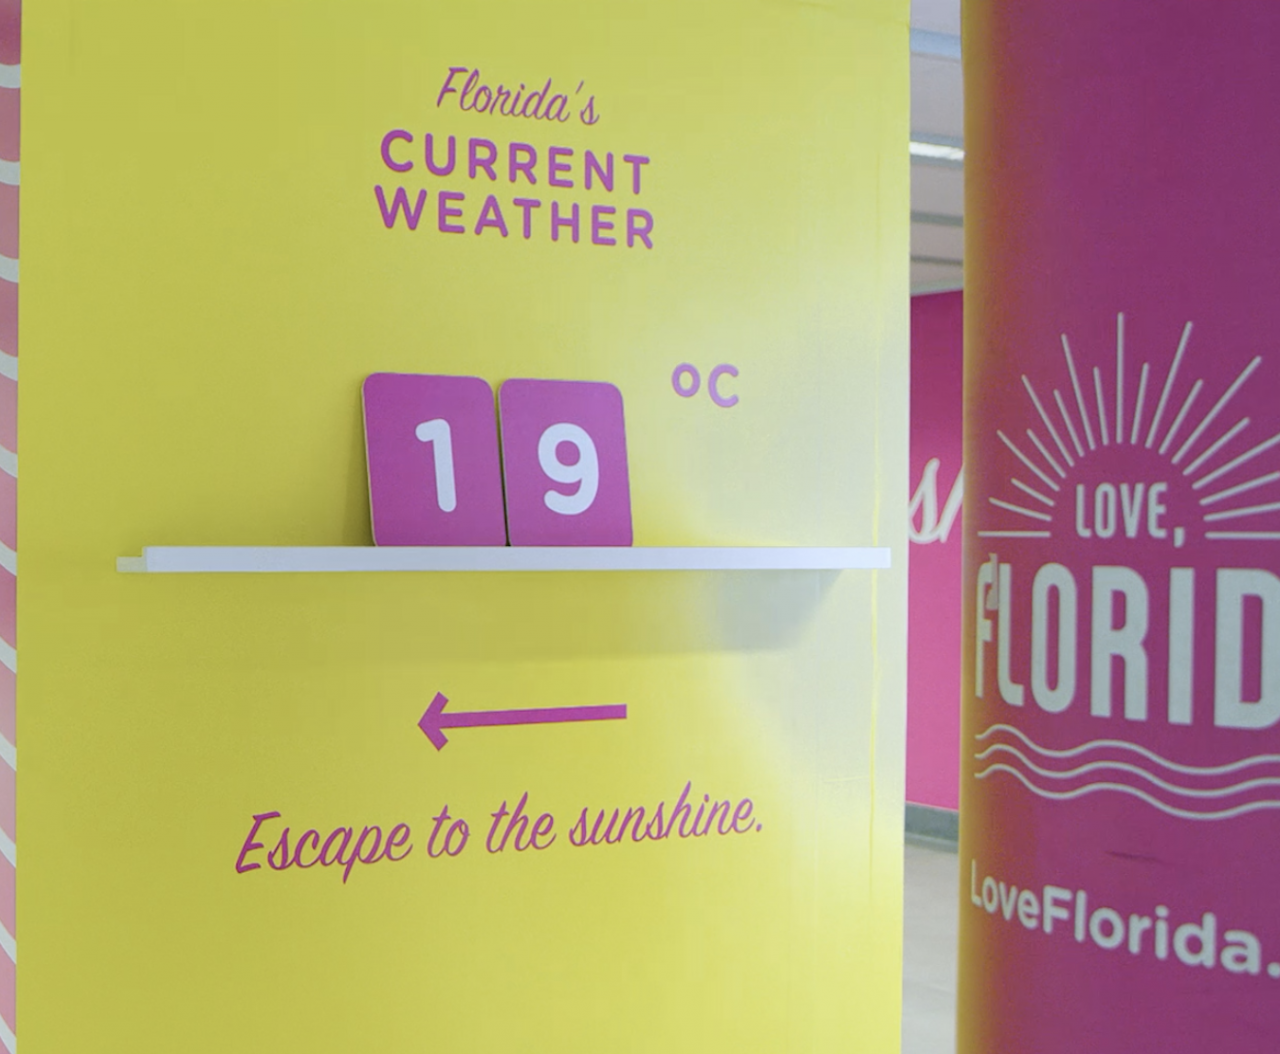 Florida's
CURRENT
WEATHER
19 °C
Escape to the sunshine.
LOVE,
FLORID
LoveFlorida.